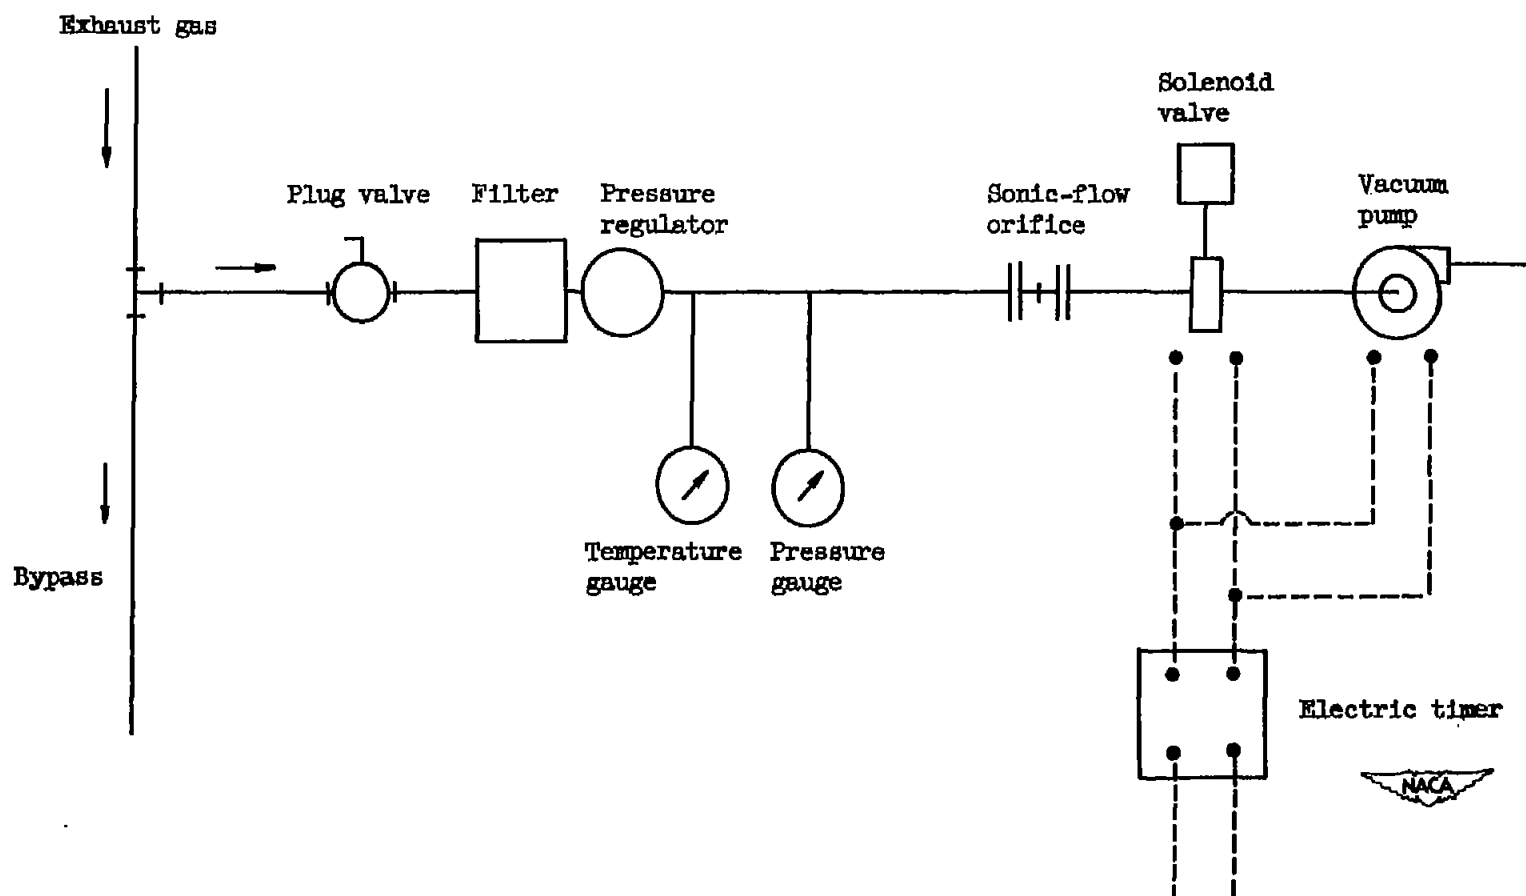 Exhaust gas
Solenoid
valve
Plug valve
Filter
Pressure
regulator
Sonic-flow
orifice
Vacuum
pump
Temperature
gauge
Pressure
gauge
Bypass
Electric timer
NACA